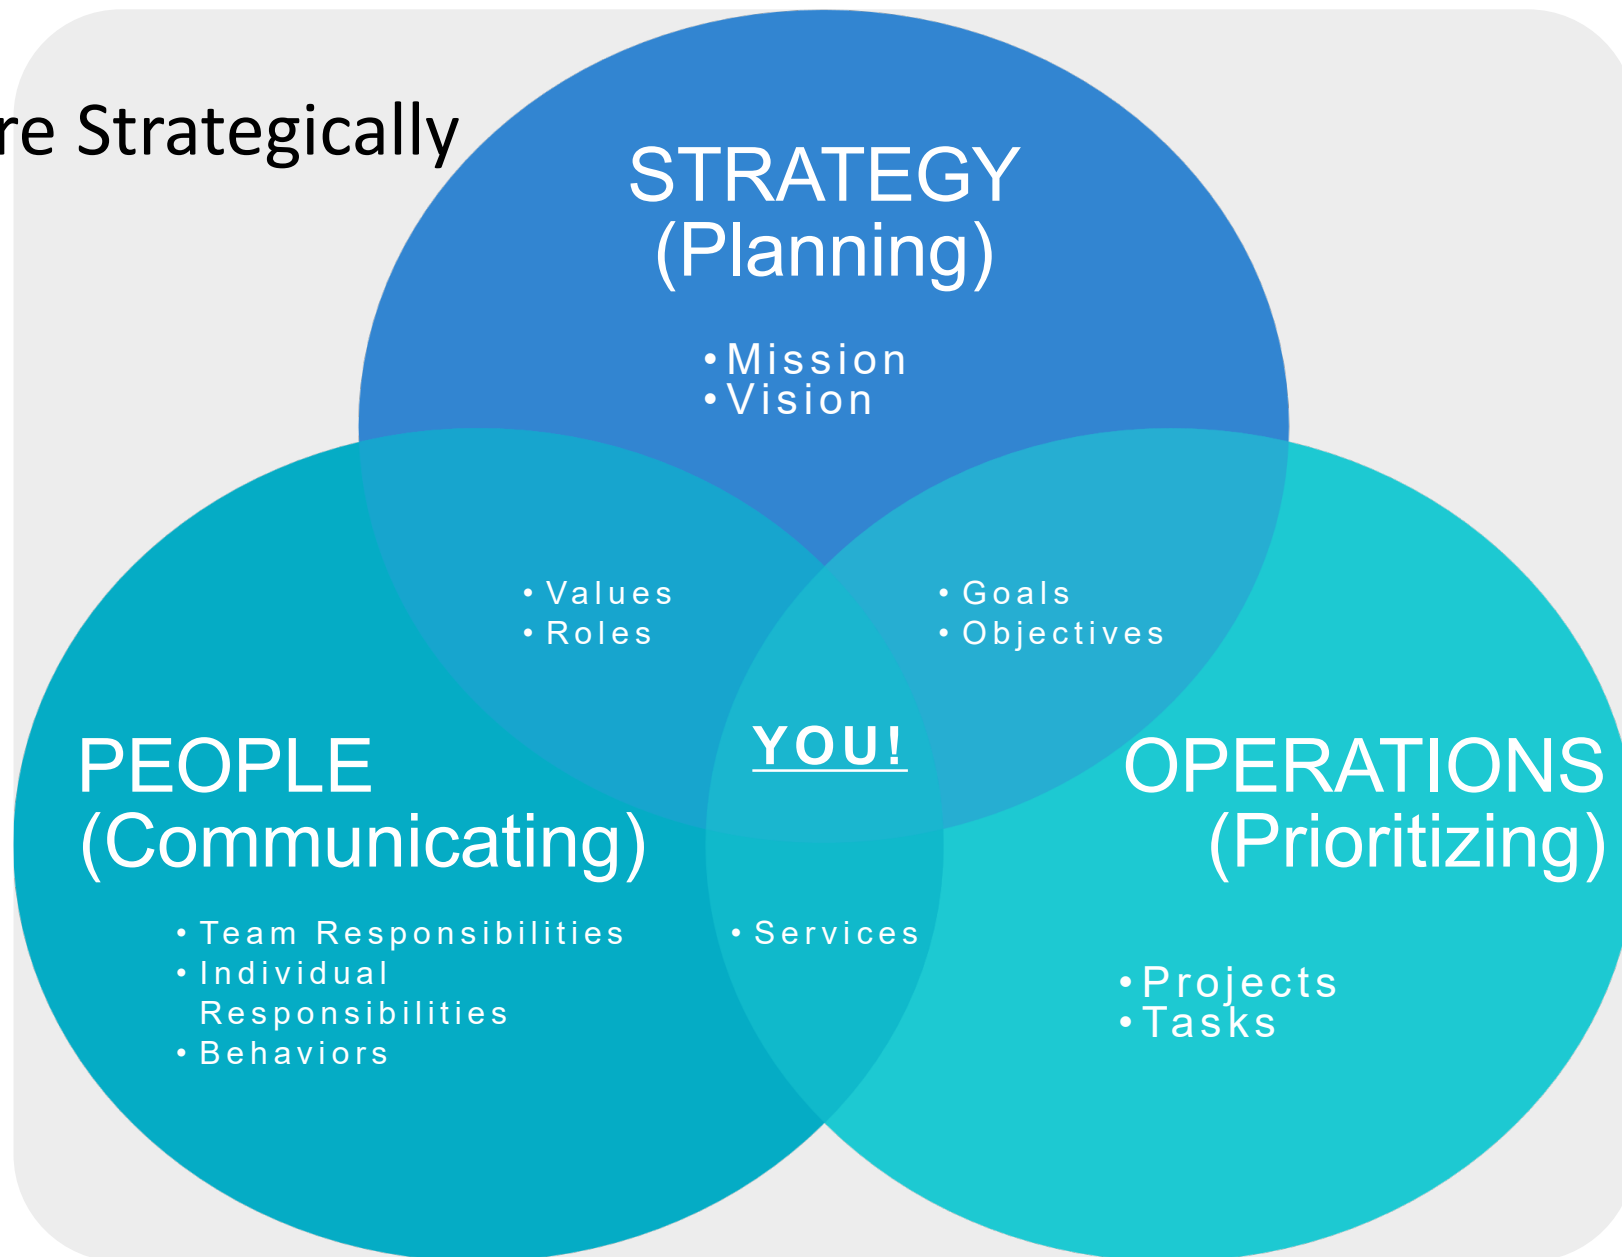 re Strategically
STRATEGY
(Planning)
• Mission
• Vision
• Values
• Roles
• Goals
• Objectives
YOU!
PEOPLE
(Communicating)
• Team Responsibilities
• Individual
Responsibilities
• Behaviors
• Services
OPERATIONS
(Prioritizing)
• Projects
• Tasks